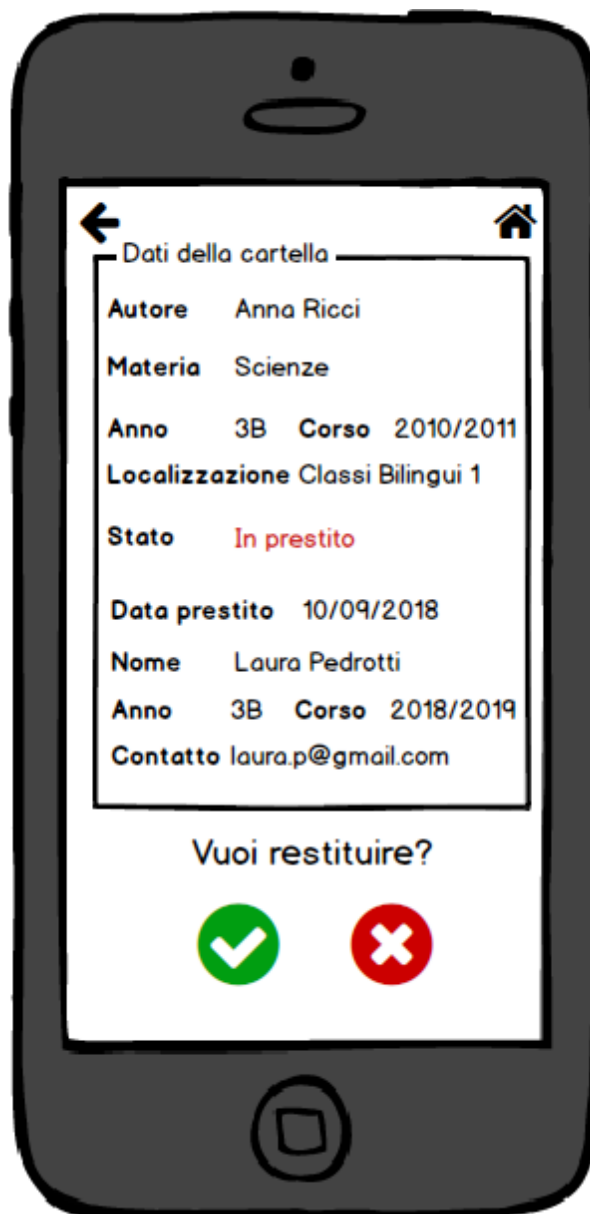 Dati della cartella
Autore Anna Ricci
Materia Scienze
Anno 3B Corso 2010/2011
Localizzazione Classi Bilingui 1
Stato In prestito
Data prestito 10/09/2018
Nome Laura Pedrotti
Anno 3B Corso 2018/2019
Contatto laura.p@gmail.com
Vuoi restituire?